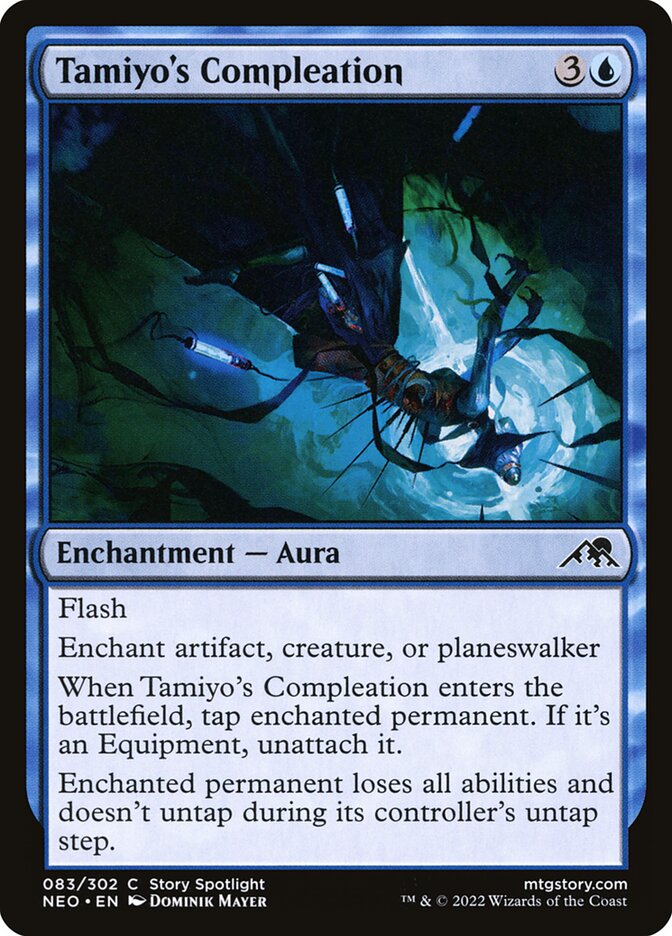 Tamiyo's Compleation 3
Enchantment — Aura
Flash
Enchant artifact, creature, or planeswalker
When Tamiyo's Compleation enters the
battlefield, tap enchanted permanent. If it's
an Equipment, unattach it.
Enchanted permanent loses all abilities and
doesn't untap during its controller's untap
step.
083/302 C Story Spotlight mtgstory.com
NEO • EN Dominik Mayer ™ & © 2022 Wizards of the Coast